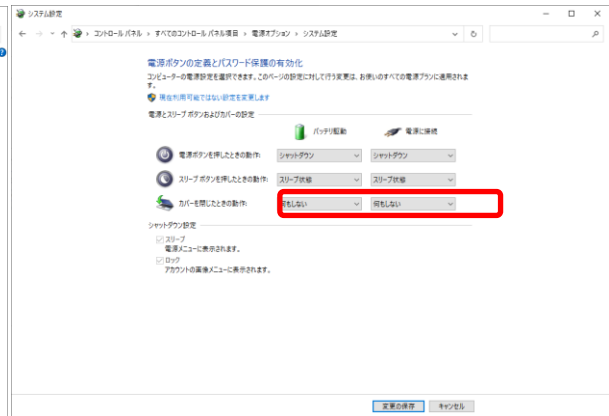 システム設定
コントロール パネル › すべてのコントロール パネル項目 › 電源オプション › システム設定
電源ボタンの定義とパスワード保護の有効化
コンピューターの電源設定を選択できます。このページの設定に対して行う変更は、お使いのすべての電源プランに適用されま
す。
現在利用可能ではない設定を変更します
電源とスリープ ボタンおよびカバーの設定
バッテリ駆動 電源に接続
電源ボタンを押したときの動作: シャットダウン シャットダウン
スリープ ボタンを押したときの動作: スリープ状態 スリープ状態
カバーを閉じたときの動作: 何もしない 何もしない
シャットダウン設定
スリープ
電源メニューに表示されます。
ロック
アカウントの画像メニューに表示されます。
変更の保存 キャンセル